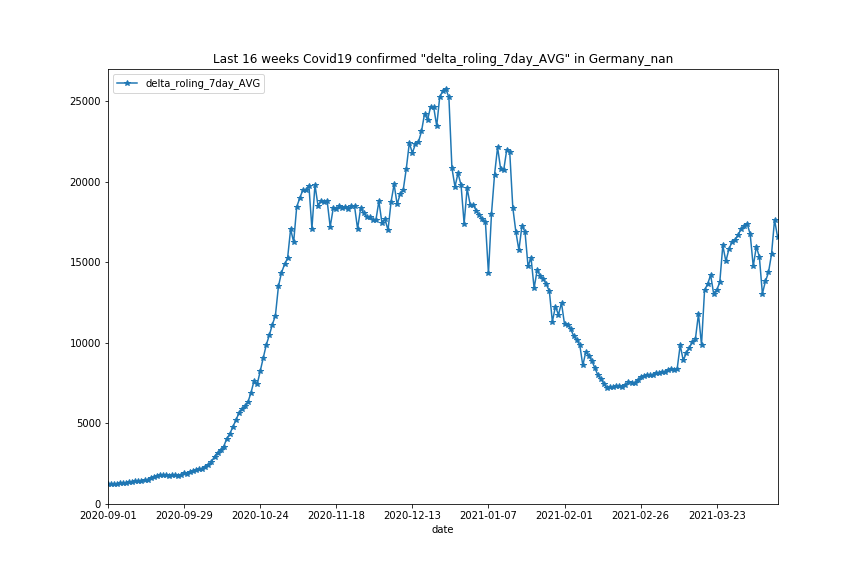 Last 16 weeks Covid19 confirmed "delta_roling_7day_AVG" in Germany_nan
delta_roling_7day_AVG
25000
20000
15000
10000
5000
0
2020-09-01 2020-09-29 2020-10-24 2020-11-18 2020-12-13 2021-01-07 2021-02-01 2021-02-26 2021-03-23
date